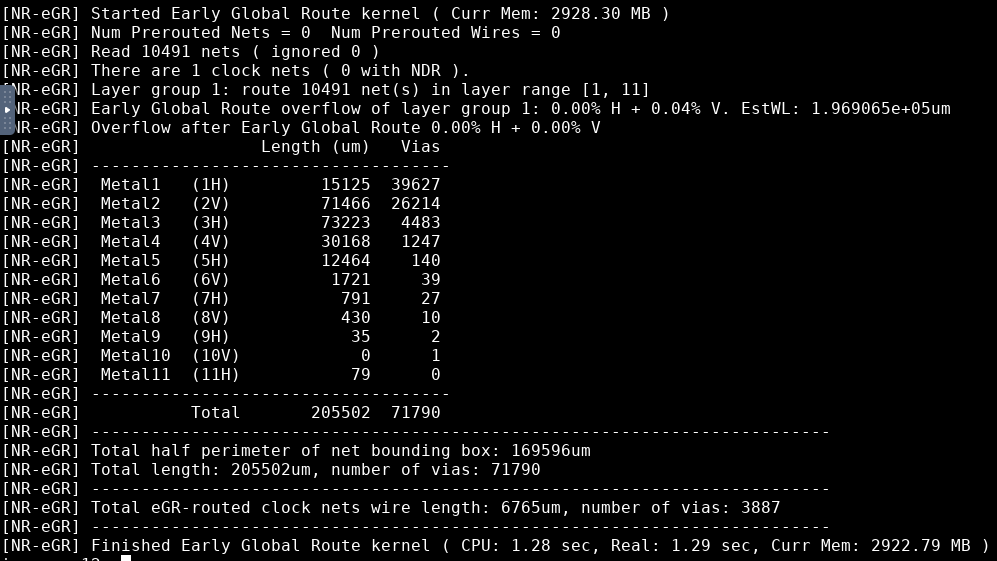 [NR-eGR] Started Early Global Route kernel ( Curr Mem: 2928.30 MB )
[NR-eGR] Num Prerouted Nets = 0  Num Prerouted Wires = 0
[NR-eGR] Read 10491 nets ( ignored 0 )
[NR-eGR] There are 1 clock nets ( 0 with NDR ).
[NR-eGR] Layer group 1: route 10491 net(s) in layer range [1, 11]
[NR-eGR] Early Global Route overflow of layer group 1: 0.00% H + 0.04% V. EstWL: 1.969065e+05um
[NR-eGR] Overflow after Early Global Route 0.00% H + 0.00% V
[NR-eGR]                  Length (um)   Vias
[NR-eGR] ------------------------------------
[NR-eGR]  Metal1   (1H)         15125  39627
[NR-eGR]  Metal2   (2V)         71466  26214
[NR-eGR]  Metal3   (3H)         73223   4483
[NR-eGR]  Metal4   (4V)         30168   1247
[NR-eGR]  Metal5   (5H)         12464    140
[NR-eGR]  Metal6   (6V)          1721     39
[NR-eGR]  Metal7   (7H)           791     27
[NR-eGR]  Metal8   (8V)           430     10
[NR-eGR]  Metal9   (9H)            35      2
[NR-eGR]  Metal10  (10V)            0      1
[NR-eGR]  Metal11  (11H)           79      0
[NR-eGR] ------------------------------------
[NR-eGR]           Total       205502  71790
[NR-eGR] --------------------------------------------------------------------------
[NR-eGR] Total half perimeter of net bounding box: 169596um
[NR-eGR] Total length: 205502um, number of vias: 71790
[NR-eGR] --------------------------------------------------------------------------
[NR-eGR] Total eGR-routed clock nets wire length: 6765um, number of vias: 3887
[NR-eGR] --------------------------------------------------------------------------
[NR-eGR] Finished Early Global Route kernel ( CPU: 1.28 sec, Real: 1.29 sec, Curr Mem: 2922.79 MB )